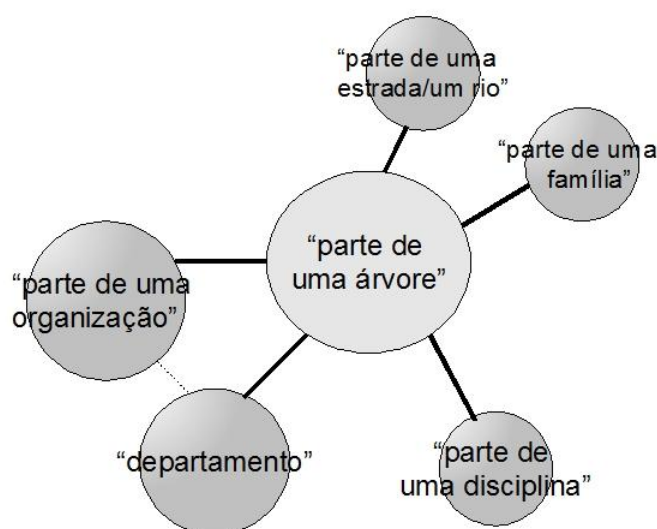 “parte de uma
estrada/um rio”
“parte de uma
família”
“parte de
uma árvore”
“parte de uma
organização”
“departamento”
“parte de
uma disciplina”